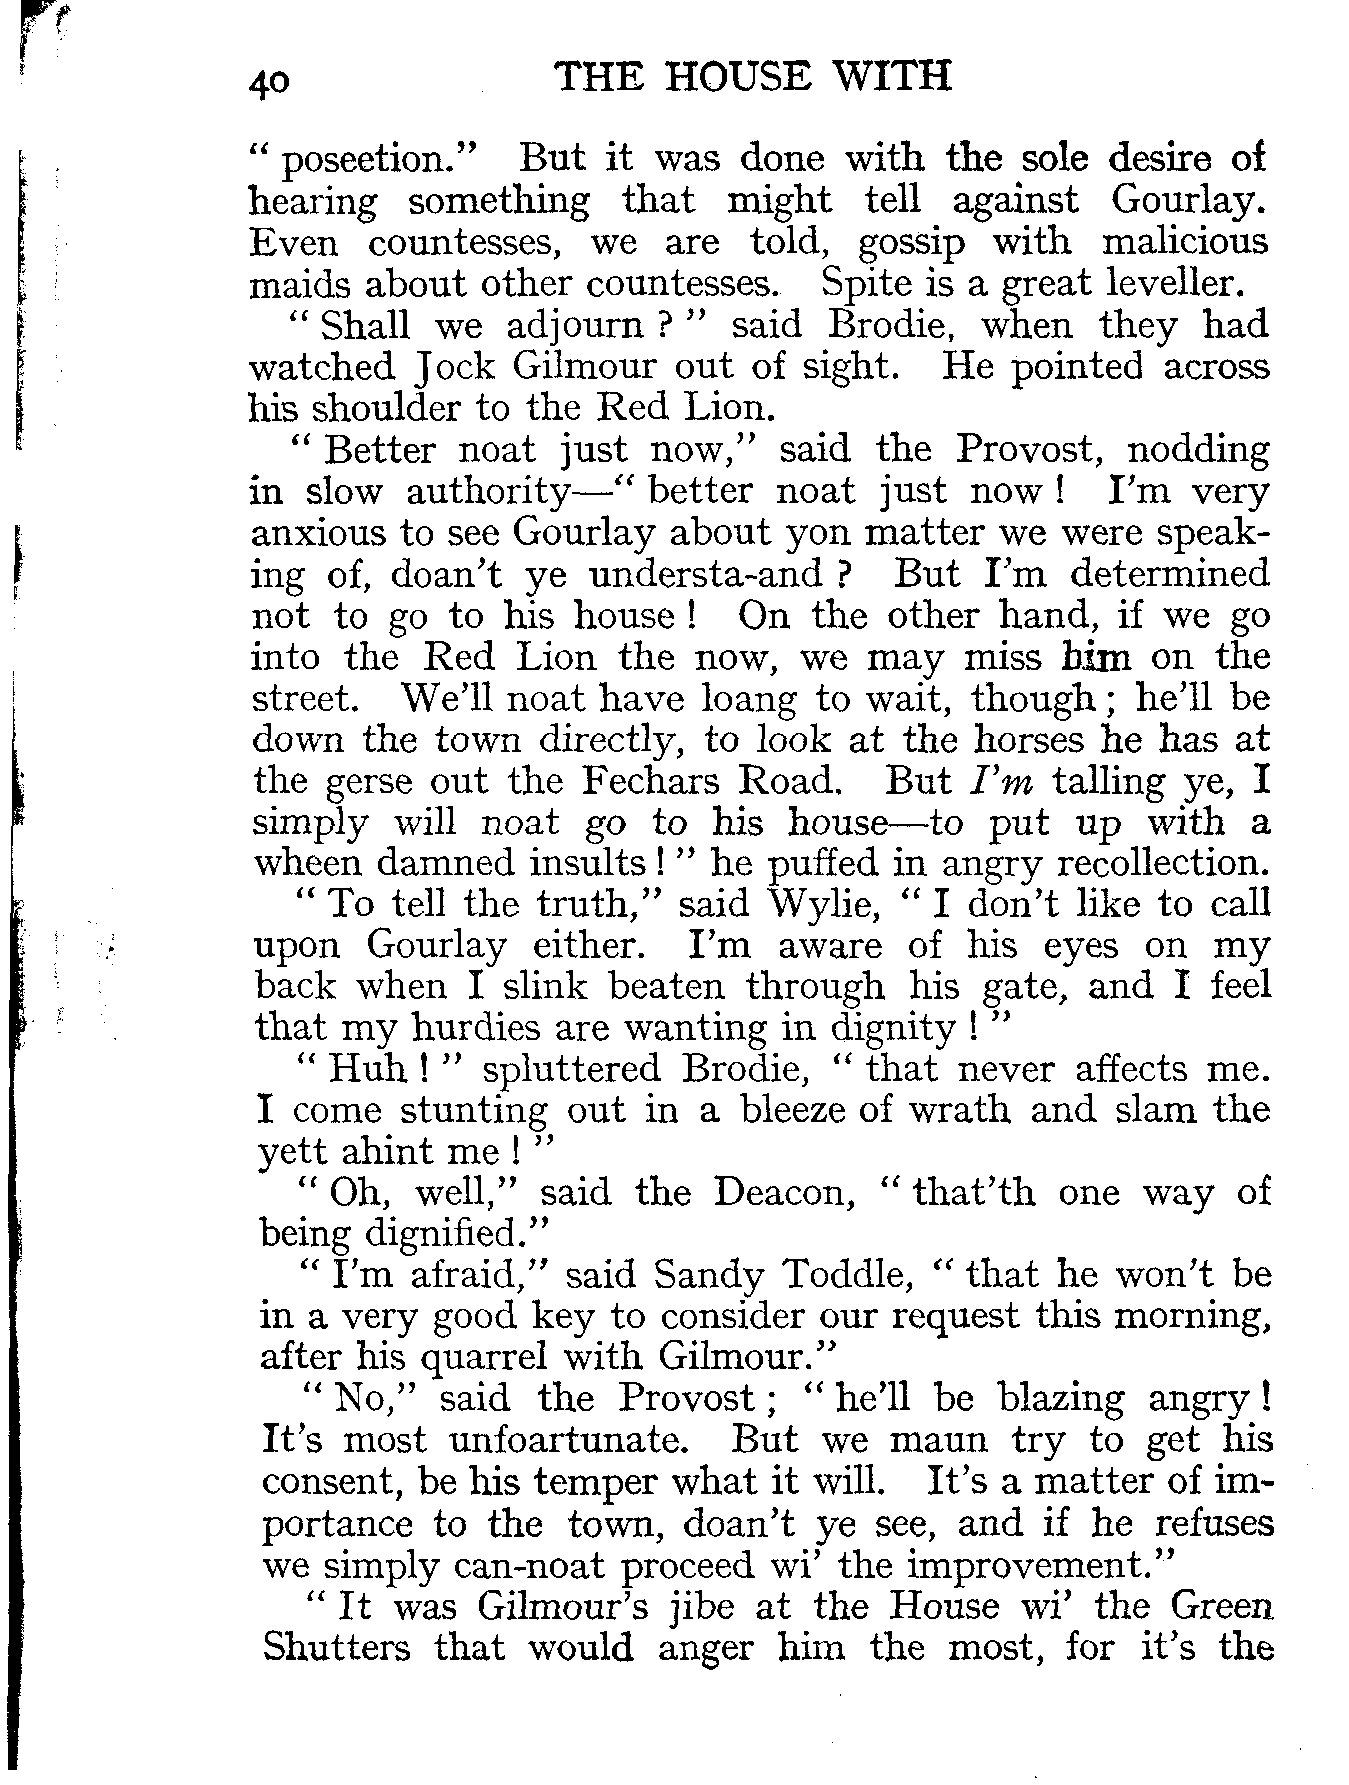 40 THE HOUSE WITH
“ poseetion.” But it was done with the sole desire of
hearing something that might tell against Gourlay.
Even countesses, we are told, gossip with malicious
maids about other countesses. Spite is a great leveller.
“ Shall we adjourn ? ” said Brodie, when they had
watched Jock Gilmour out of sight. He pointed across
his shoulder to the Red Lion.
“ Better noat just now,” said the Provost, nodding
in slow authority—“ better noat just now ! I’m very
anxious to see Gourlay about yon matter we were speak-
ing of, doan’t ye understa-and ? But I’m determined
not to go to his house ! On the other hand, if we go
into the Red Lion the now, we may miss him on the
street. We’ll noat have loang to wait, though ; he’ll be
down the town directly, to look at the horses he has at
the gerse out the Fechars Road. But I’m talling ye, I
simply will noat go to his house—to put up with a
wheen damned insults ! ” he puffed in angry recollection.
“ To tell the truth,” said Wylie, “ I don’t like to call
upon Gourlay either. I’m aware of his eyes on my
back when I slink beaten through his gate, and I feel
that my hurdies are wanting in dignity ! ”
“ Huh ! ” spluttered Brodie, “ that never affects me.
I come stunting out in a bleeze of wrath and slam the
yett ahint me ! ”
“ Oh, well,” said the Deacon, “ that’th one way of
being dignified.”
“ I’m afraid,” said Sandy Toddle, “ that he won’t be
in a very good key to consider our request this morning,
after his quarrel with Gilmour.”
“ No,” said the Provost ; “ he’ll be blazing angry !
It’s most unfoartunate. But we maun try to get his
consent, be his temper what it will. It’s a matter of im-
portance to the town, doan’t ye see, and if he refuses
we simply can-noat proceed wi’ the improvement.”
“ It was Gilmour’s jibe at the House wi’ the Green
Shutters that would anger him the most, for it’s the